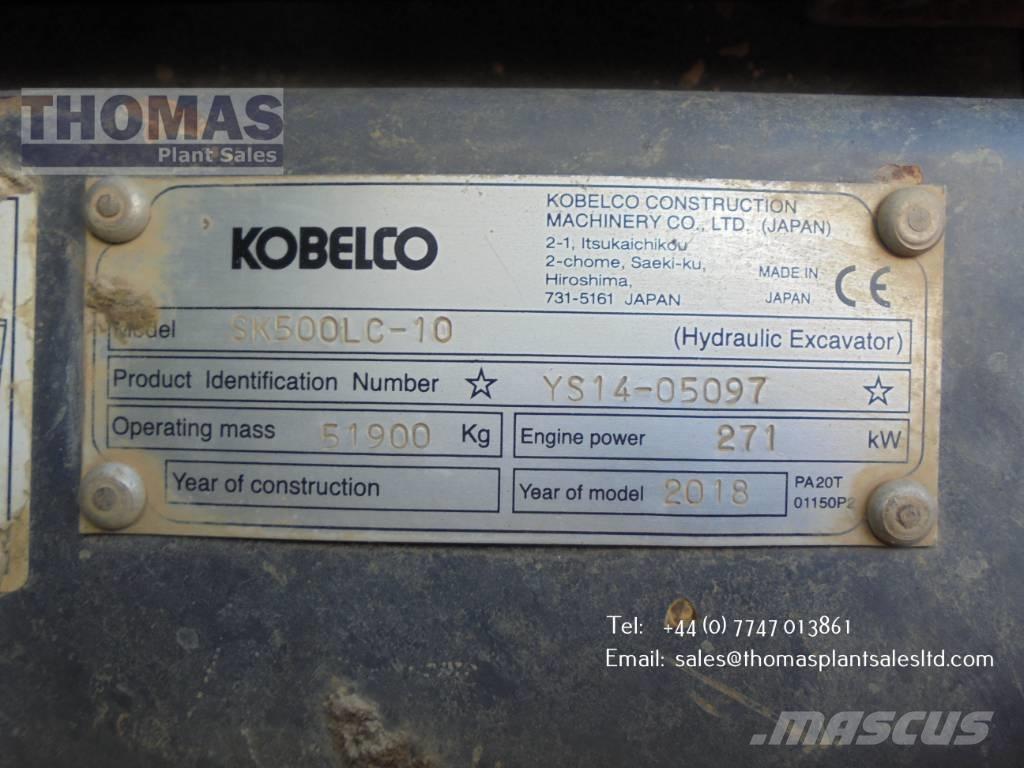 THOMAS
Plant Sales
KOBELCO
KOBELCO CONSTRUCTION
MACHINERY CO., LTD. (JAPAN)
2-1, Itsukaichikou
2-chome, Saeki-ku,
Hiroshima,
731-5161 JAPAN
MADE IN
JAPAN
CE
Model SK500LC-10 (Hydraulic Excavator)
Product Identification Number ☆ YS14-05097 ☆
Operating mass 51900 Kg
Engine power 271 kW
Year of construction
Year of model 2018
PA20T
01150P2
Tel: +44 (0) 7747 013861
Email: sales@thomasplantsalesltd.com
MASCUS